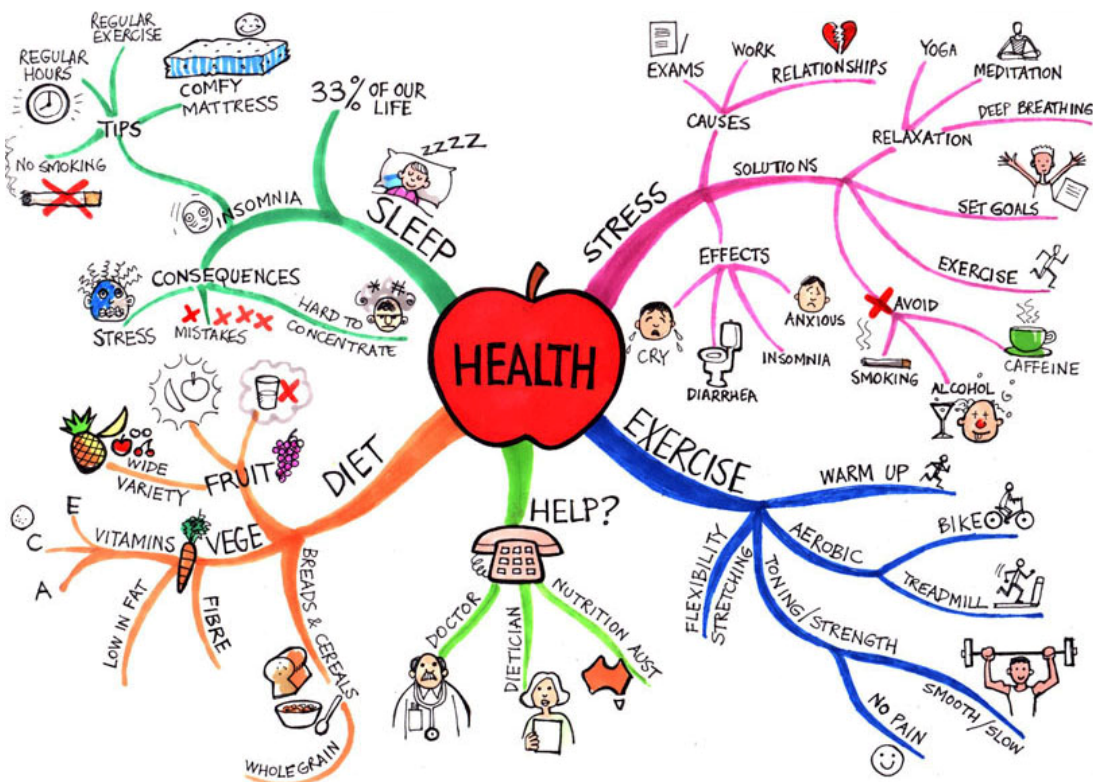 HEALTH
SLEEP
33% OF OUR
LIFE
ZZZZ
INSOMNIA
TIPS
REGULAR
HOURS
REGULAR
EXERCISE
COMFY
MATTRESS
NO SMOKING
CONSEQUENCES
STRESS
MISTAKES
HARD TO
CONCENTRATE
STRESS
CAUSES
EXAMS
WORK
RELATIONSHIPS
SOLUTIONS
RELAXATION
YOGA
MEDITATION
DEEP BREATHING
SET GOALS
EXERCISE
AVOID
SMOKING
ALCOHOL
CAFFEINE
EFFECTS
CRY
DIARRHEA
INSOMNIA
ANXIOUS
EXERCISE
WARM UP
AEROBIC
BIKE
TREADMILL
TONING/STRENGTH
SMOOTH/SLOW
NO PAIN
FLEXIBILITY
STRETCHING
HELP?
DOCTOR
DIETICIAN
NUTRITION AUST
DIET
FRUIT
WIDE
VARIETY
VEGE
VITAMINS
E
C
A
LOW IN FAT
FIBRE
BREADS & CEREALS
WHOLEGRAIN